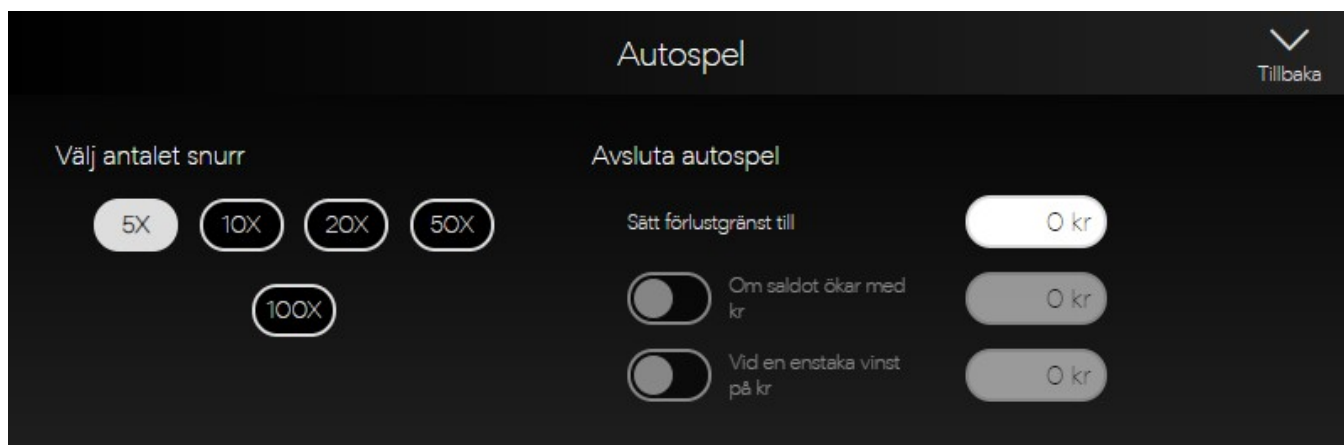 Autospel
Tillbaka
Välj antalet snurr
5X 10X 20X 50X
100X
Avsluta autospel
Sätt förlustgränst till 0 kr
Om saldot ökar med
kr
0 kr
Vid en enstaka vinst
på kr
0 kr